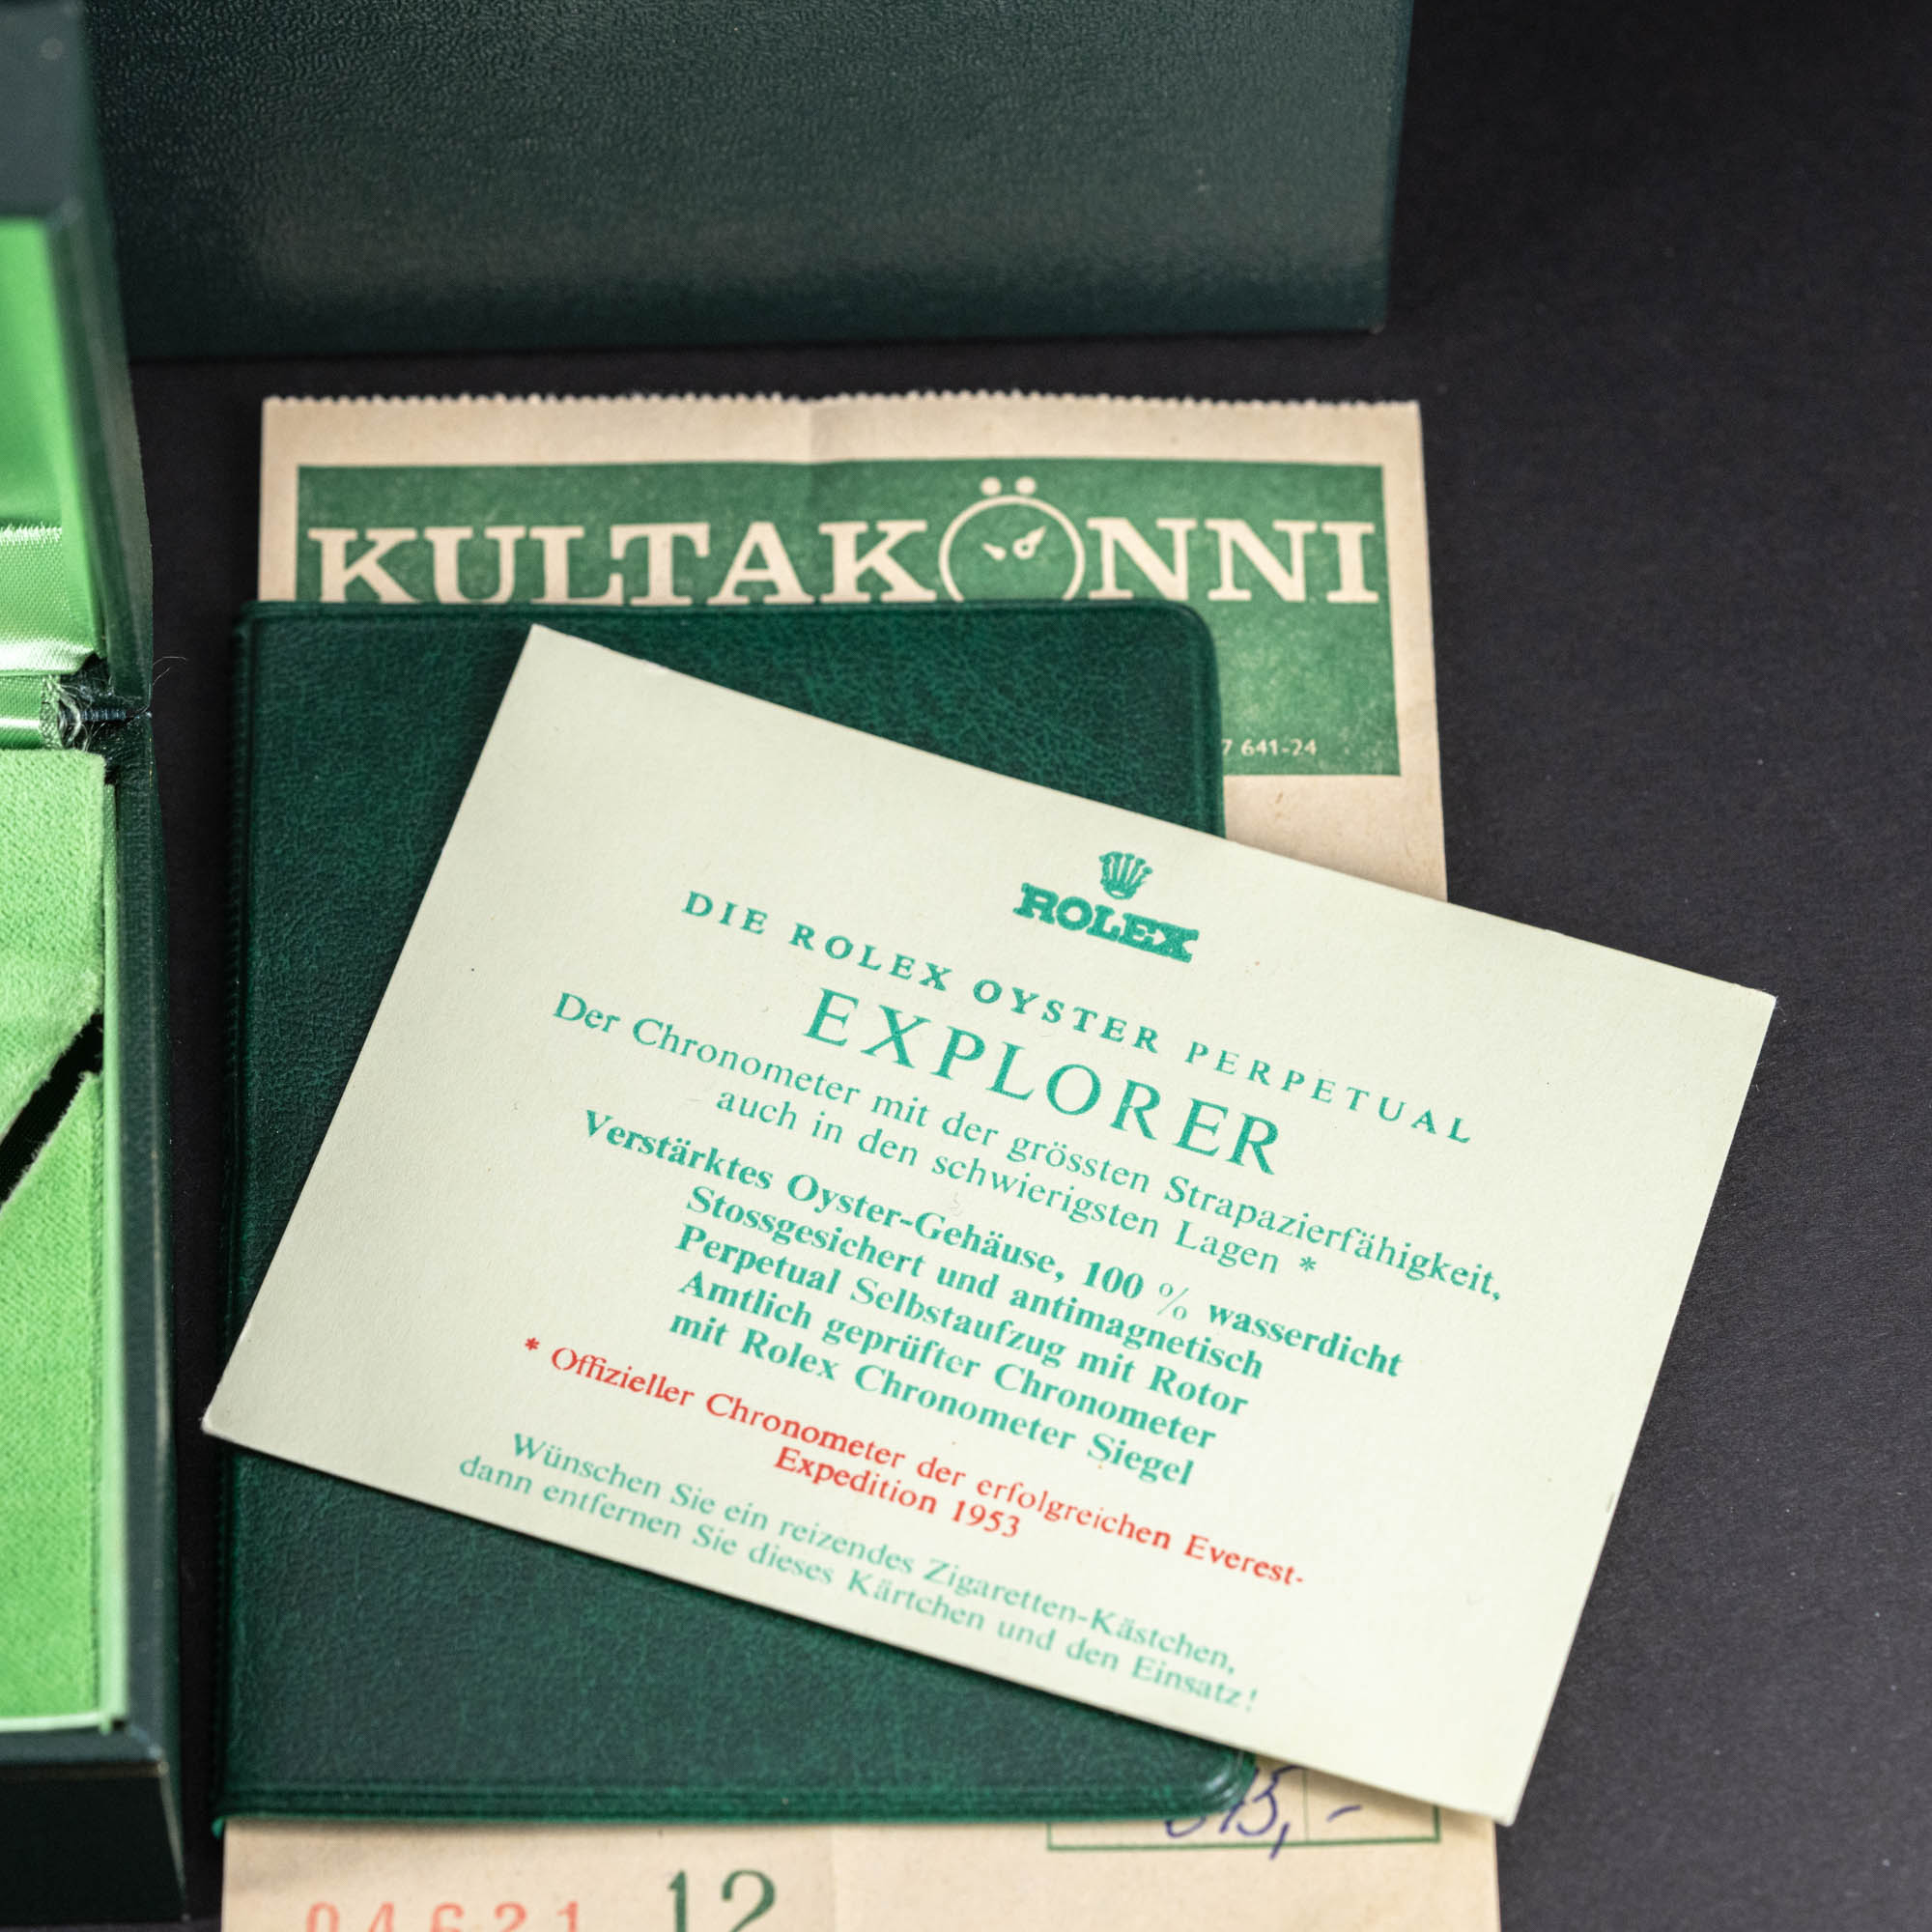 KULTAKÖNNI
7 641-24
ROLEX
DIE ROLEX OYSTER PERPETUAL
EXPLORER
Der Chronometer mit der grössten Strapazierfähigkeit,
auch in den schwierigsten Lagen *
Verstärktes Oyster-Gehäuse, 100 % wasserdicht
Stossgesichert und antimagnetisch
Perpetual Selbstaufzug mit Rotor
Amtlich geprüfter Chronometer
mit Rolex Chronometer Siegel
* Offizieller Chronometer der erfolgreichen Everest-
Expedition 1953
Wünschen Sie ein reizendes Zigaretten-Kästchen,
dann entfernen Sie dieses Kärtchen und den Einsatz!
04621 12